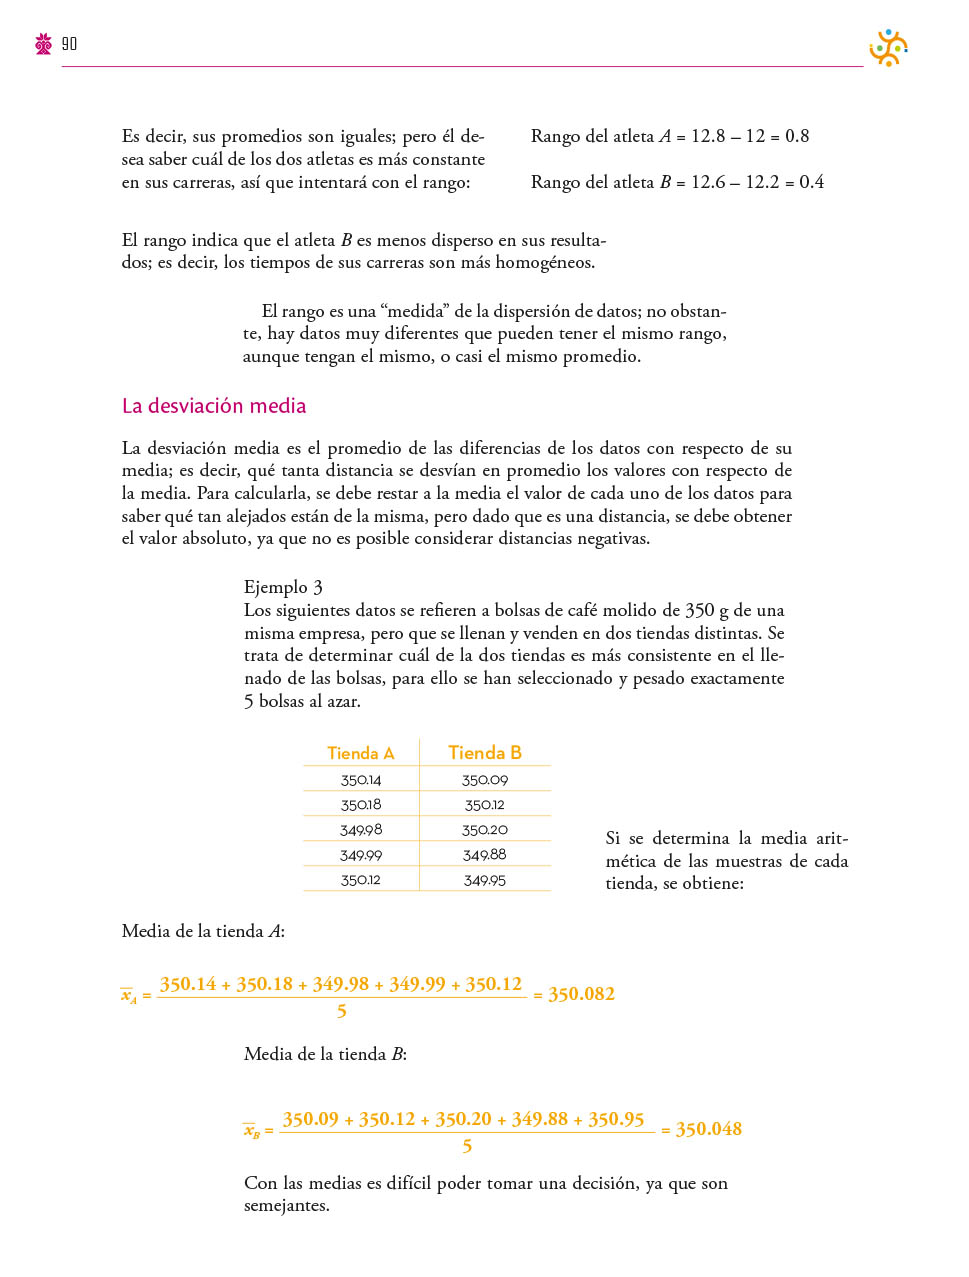 90
Es decir, sus promedios son iguales; pero él de-
sea saber cuál de los dos atletas es más constante
en sus carreras, así que intentará con el rango:
Rango del atleta A = 12.8 – 12 = 0.8
Rango del atleta B = 12.6 – 12.2 = 0.4
El rango indica que el atleta B es menos disperso en sus resulta-
dos; es decir, los tiempos de sus carreras son más homogéneos.
El rango es una “medida” de la dispersión de datos; no obstan-
te, hay datos muy diferentes que pueden tener el mismo rango,
aunque tengan el mismo, o casi el mismo promedio.
La desviación media
La desviación media es el promedio de las diferencias de los datos con respecto de su
media; es decir, qué tanta distancia se desvían en promedio los valores con respecto de
la media. Para calcularla, se debe restar a la media el valor de cada uno de los datos para
saber qué tan alejados están de la misma, pero dado que es una distancia, se debe obtener
el valor absoluto, ya que no es posible considerar distancias negativas.
Ejemplo 3
Los siguientes datos se refieren a bolsas de café molido de 350 g de una
misma empresa, pero que se llenan y venden en dos tiendas distintas. Se
trata de determinar cuál de la dos tiendas es más consistente en el lle-
nado de las bolsas, para ello se han seleccionado y pesado exactamente
5 bolsas al azar.
Tienda A Tienda B
350.14 350.09
350.18 350.12
349.98 350.20
349.99 349.88
350.12 349.95
Si se determina la media arit-
mética de las muestras de cada
tienda, se obtiene:
Media de la tienda A:
x̅_A = (350.14 + 350.18 + 349.98 + 349.99 + 350.12) / 5 = 350.082
Media de la tienda B:
x̅_B = (350.09 + 350.12 + 350.20 + 349.88 + 350.95) / 5 = 350.048
Con las medias es difícil poder tomar una decisión, ya que son
semejantes.